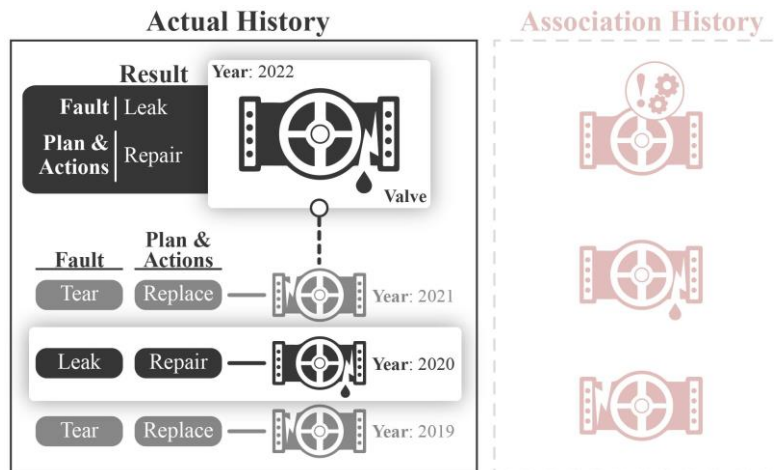 Actual History
Association History
Result
Year: 2022
Fault Leak
Plan &
Actions Repair
Valve
Fault
Plan &
Actions
Tear Replace Year: 2021
Leak Repair Year: 2020
Tear Replace Year: 2019
!